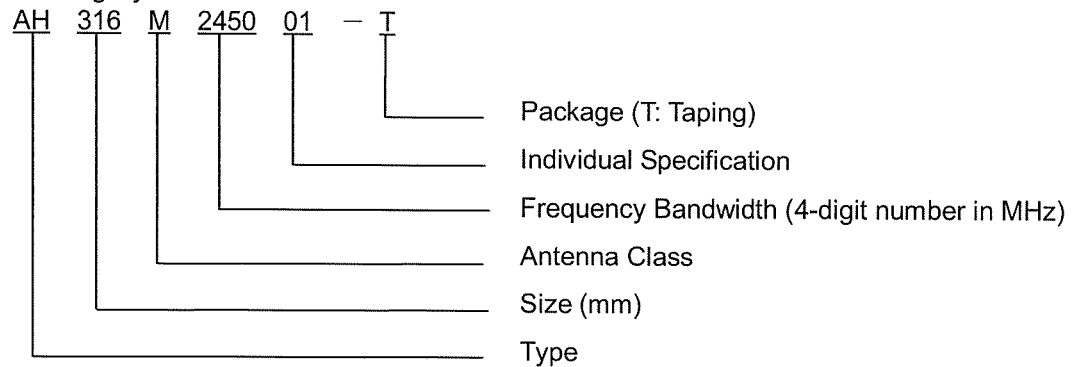 AH 316 M 2450 01 － T
Package (T: Taping)
Individual Specification
Frequency Bandwidth (4-digit number in MHz)
Antenna Class
Size (mm)
Type